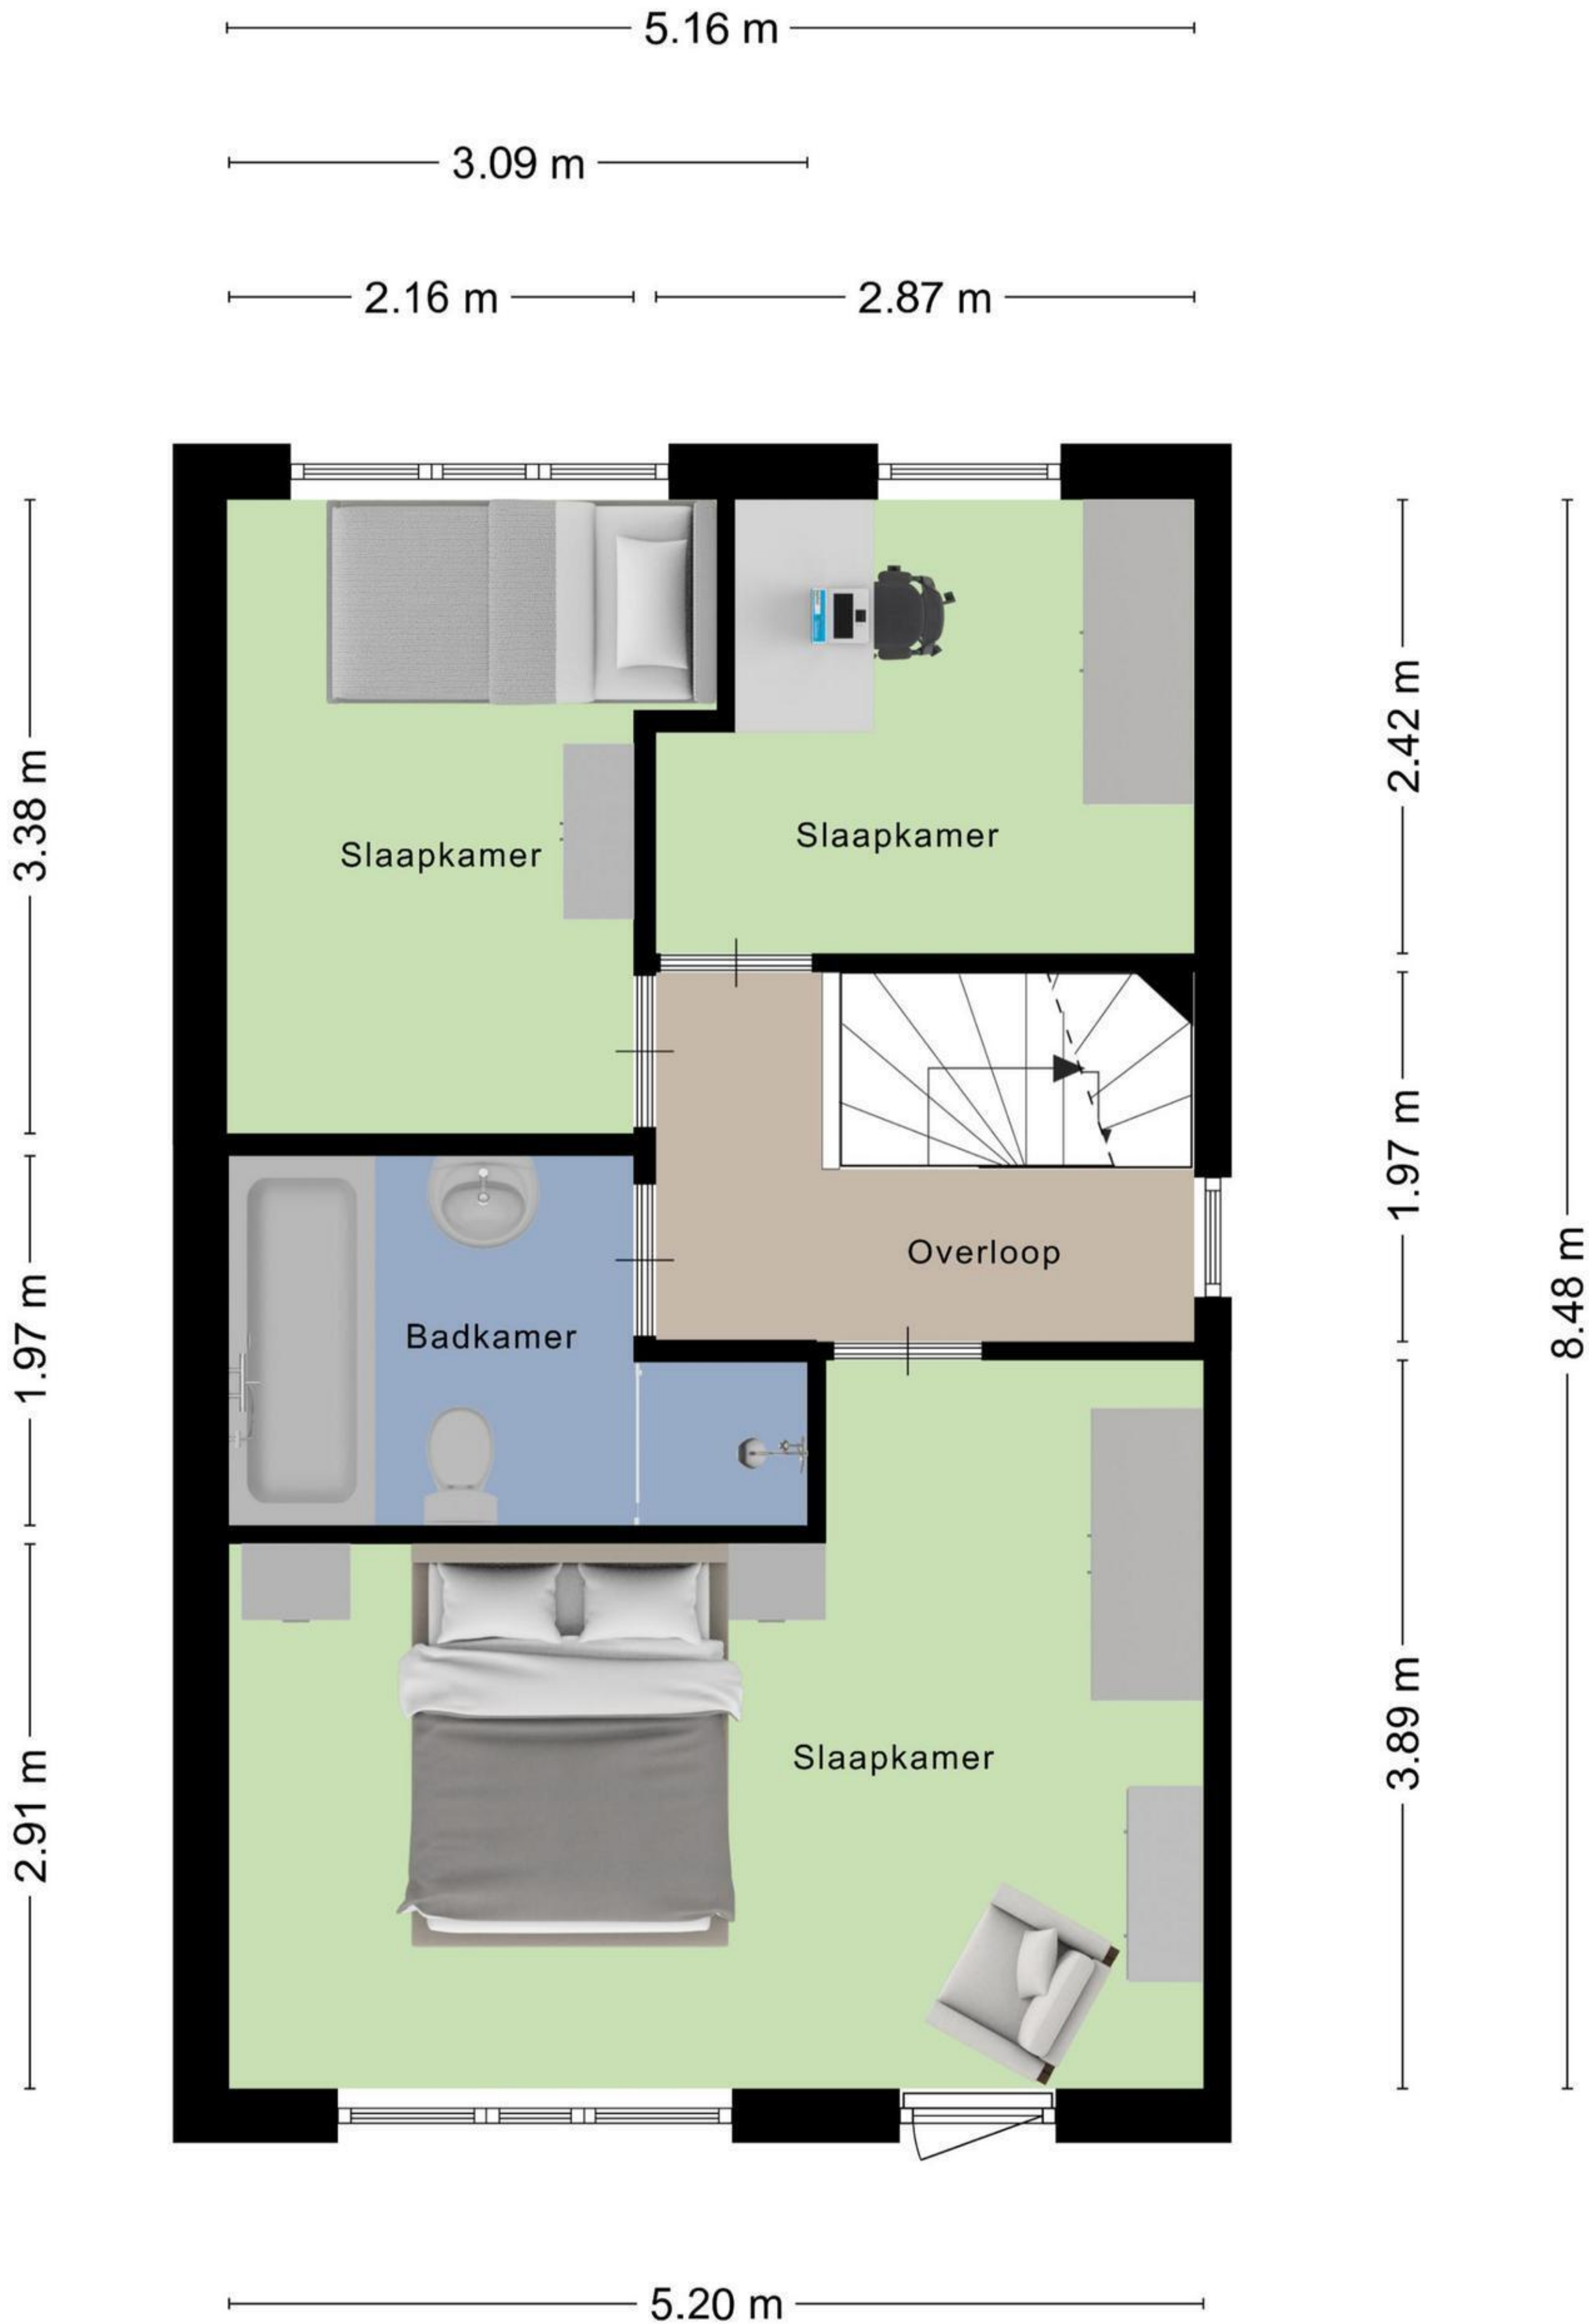 5.16 m
3.09 m
2.16 m
2.87 m
3.38 m
2.42 m
Slaapkamer
Slaapkamer
1.97 m
Overloop
8.48 m
1.97 m
Badkamer
2.91 m
3.89 m
Slaapkamer
5.20 m